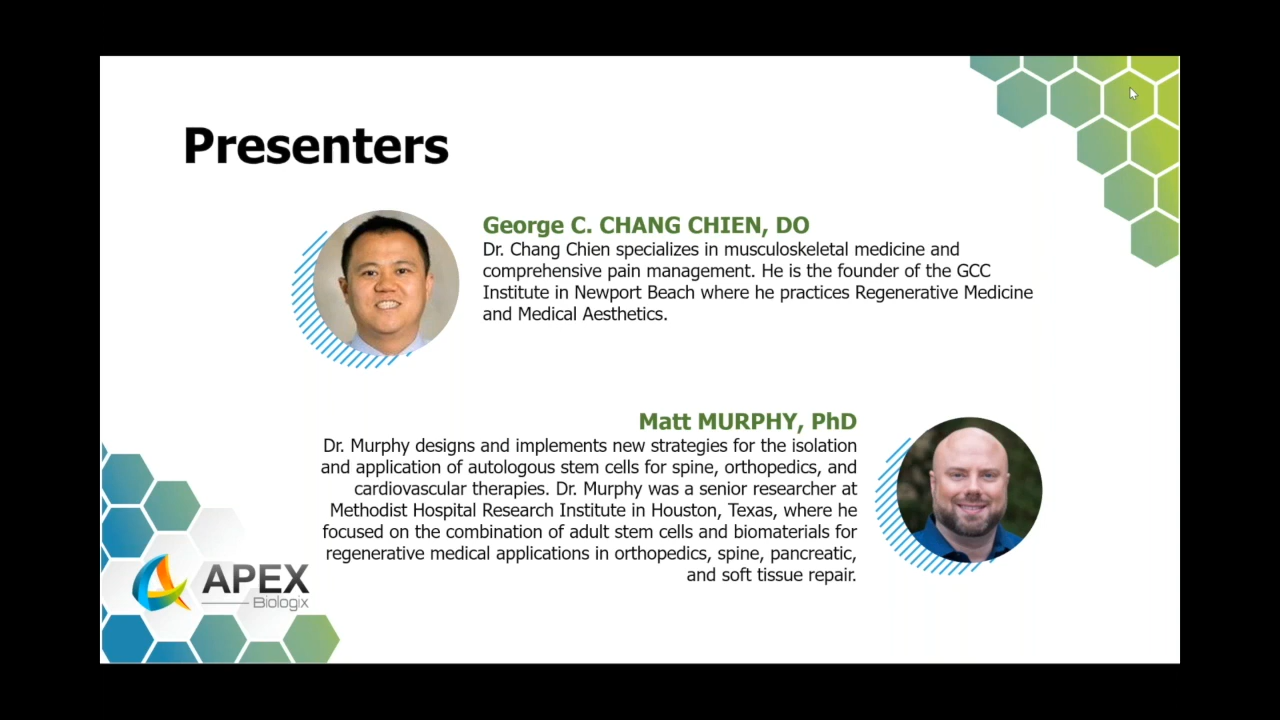 Presenters
George C. CHANG CHIEN, DO
Dr. Chang Chien specializes in musculoskeletal medicine and
comprehensive pain management. He is the founder of the GCC
Institute in Newport Beach where he practices Regenerative Medicine
and Medical Aesthetics.
Matt MURPHY, PhD
Dr. Murphy designs and implements new strategies for the isolation
and application of autologous stem cells for spine, orthopedics, and
cardiovascular therapies. Dr. Murphy was a senior researcher at
Methodist Hospital Research Institute in Houston, Texas, where he
focused on the combination of adult stem cells and biomaterials for
regenerative medical applications in orthopedics, spine, pancreatic,
and soft tissue repair.
APEX
Biologix